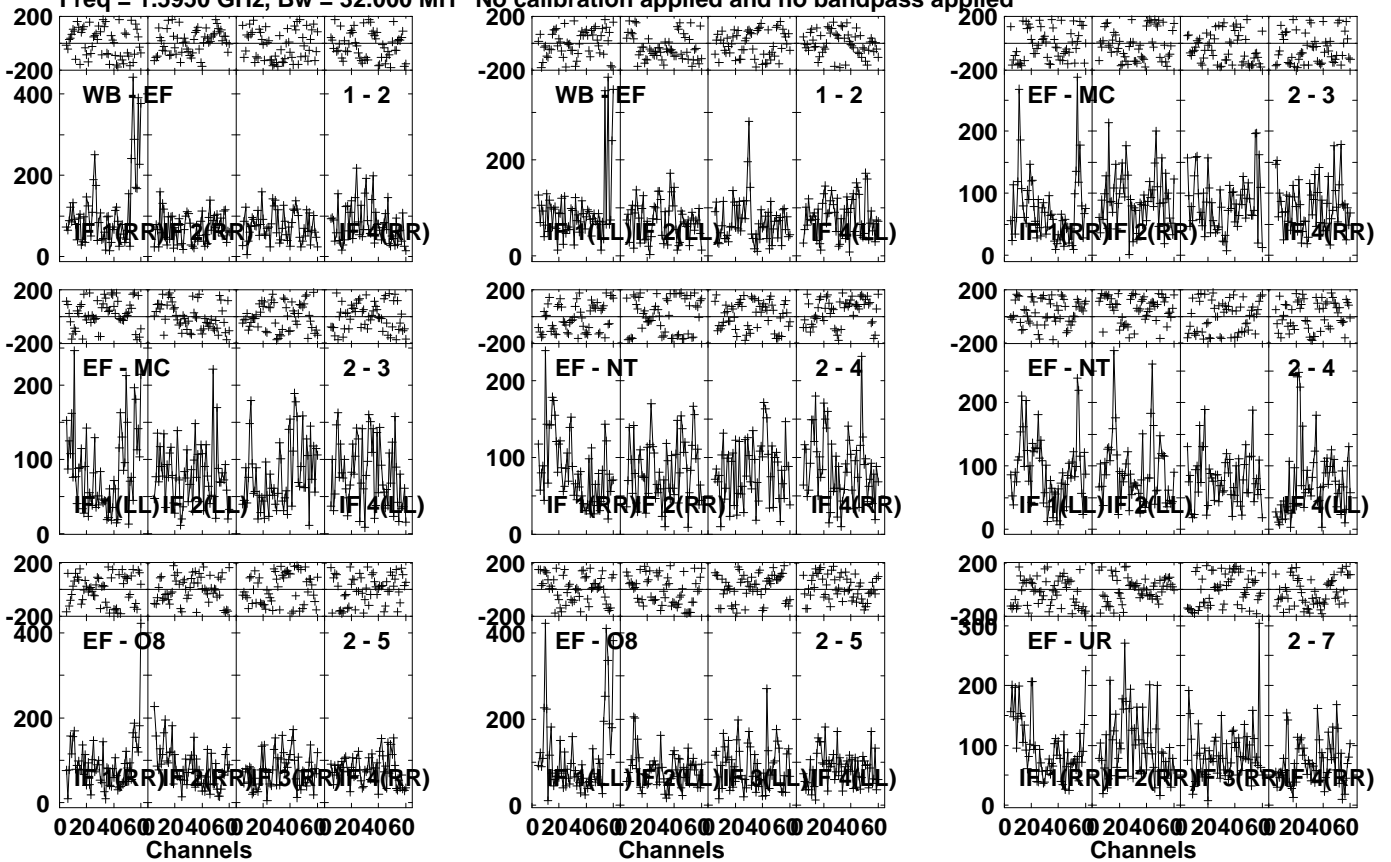 Freq = 1.5950 GHz, Bw = 32.000 MH No calibration applied and no bandpass applied
200 200 200
-200 -200 -200
400 WB - EF 1 - 2 WB - EF 1 - 2 EF - MC 2 - 3
200 200 200
100
IF 1(RR) IF 2(RR) IF 4(RR) IF 1(LL) IF 2(LL) IF 4(LL) IF 1(RR) IF 2(RR) IF 4(RR)
0 0 0
200 200 200
-200 -200 -200
EF - MC 2 - 3 EF - NT 2 - 4 EF - NT 2 - 4
200 200 200
100 100 100
IF 1(LL) IF 2(LL) IF 4(LL) IF 1(RR) IF 2(RR) IF 4(RR) IF 1(LL) IF 2(LL) IF 4(LL)
0 0 0
200 200 200
-200 -200 -200
400 EF - O8 2 - 5 400 EF - O8 2 - 5 300 EF - UR 2 - 7
200 200 200
100
IF 1(RR) IF 2(RR) IF 3(RR) IF 4(RR) IF 1(LL) IF 2(LL) IF 3(LL) IF 4(LL) IF 1(RR) IF 2(RR) IF 3(RR) IF 4(RR)
0 0 0
0 20 40 60 0 20 40 60 0 20 40 60 0 20 40 60 0 20 40 60 0 20 40 60 0 20 40 60 0 20 40 60 0 20 40 60 0 20 40 60 0 20 40 60 0 20 40 60
Channels Channels Channels